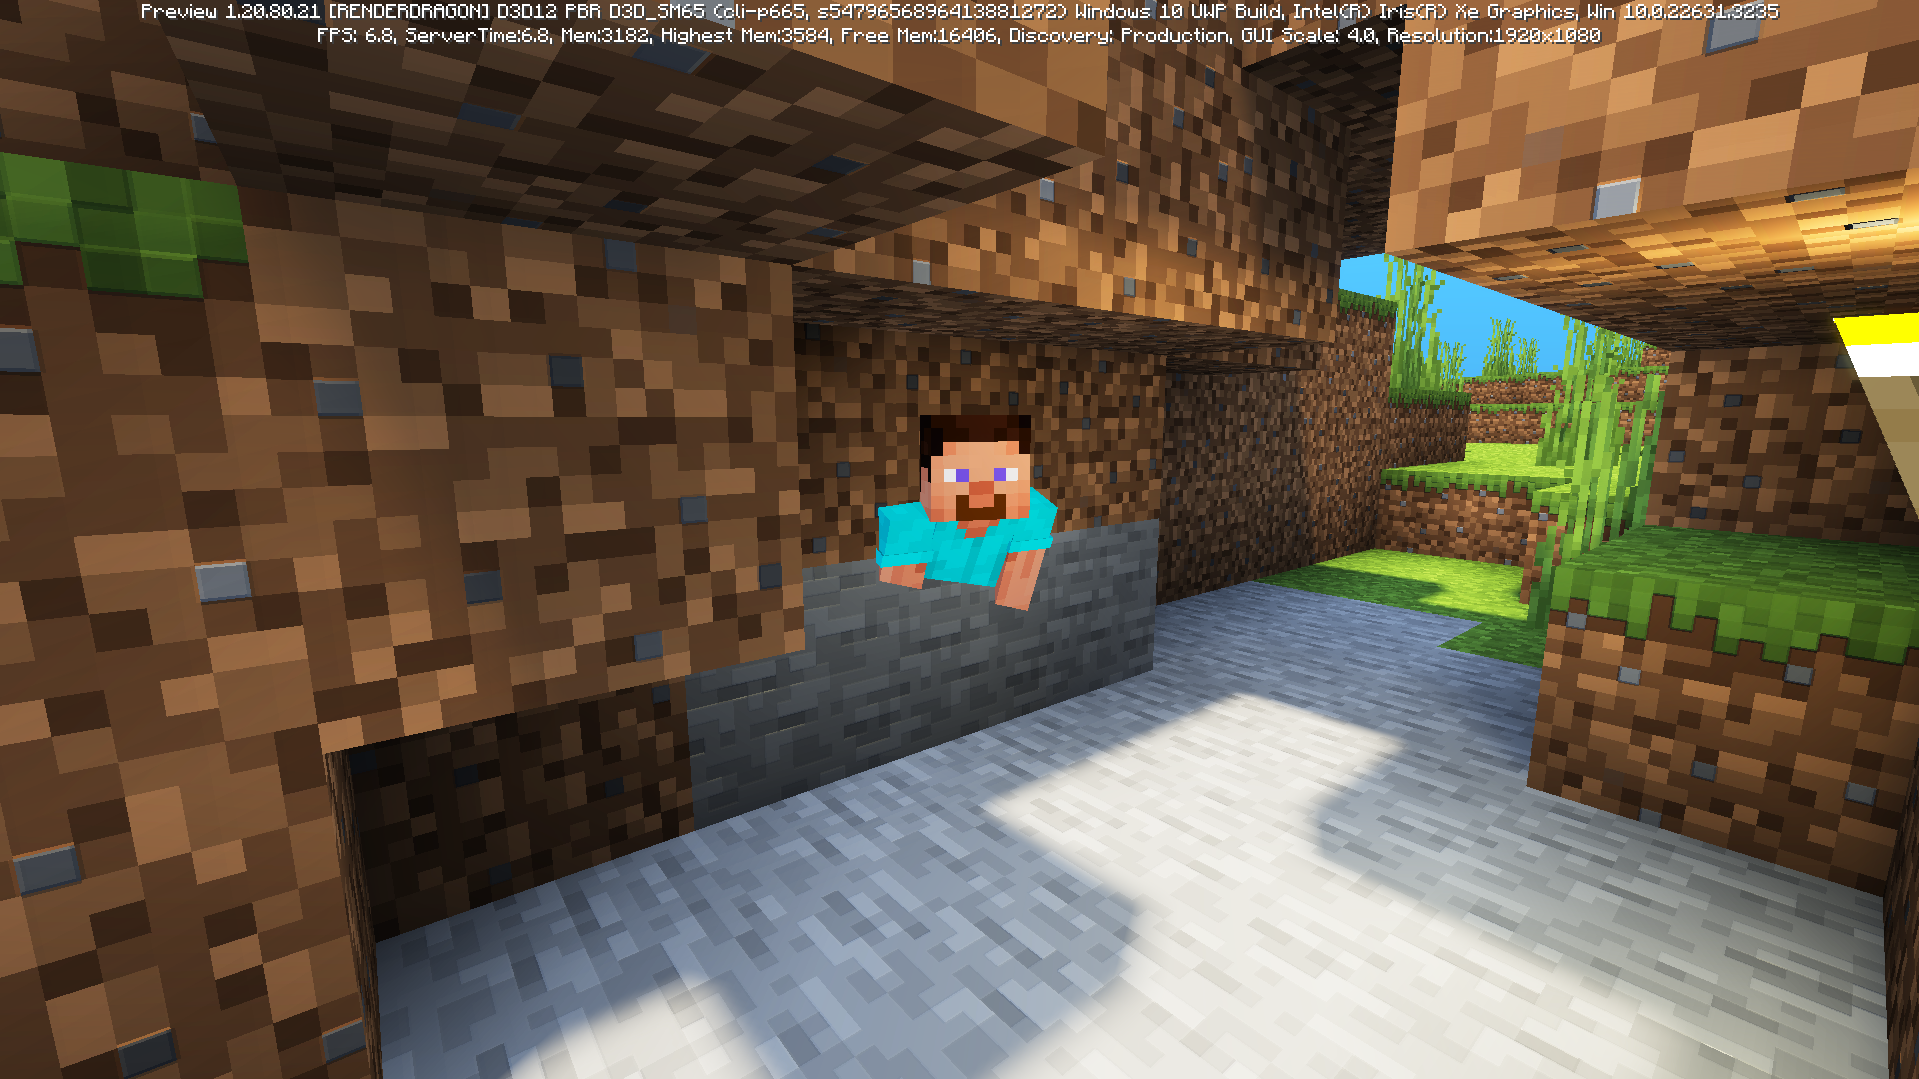 Preview 1.20.80.21 [RENDERDRAGON] D3D12 PBR D3D_SM65 (cli-p665, s54796568964138812​72) Windows 10 UWP Build, Intel(R) Iris(R) Xe Graphics, Win 10.0.22631.3235
FPS: 6.8, ServerTime:6.8, Mem:3182, Highest Mem:3584, Free Mem:16406, Discovery: Production, GUI Scale: 4.0, Resolution:1920x1080